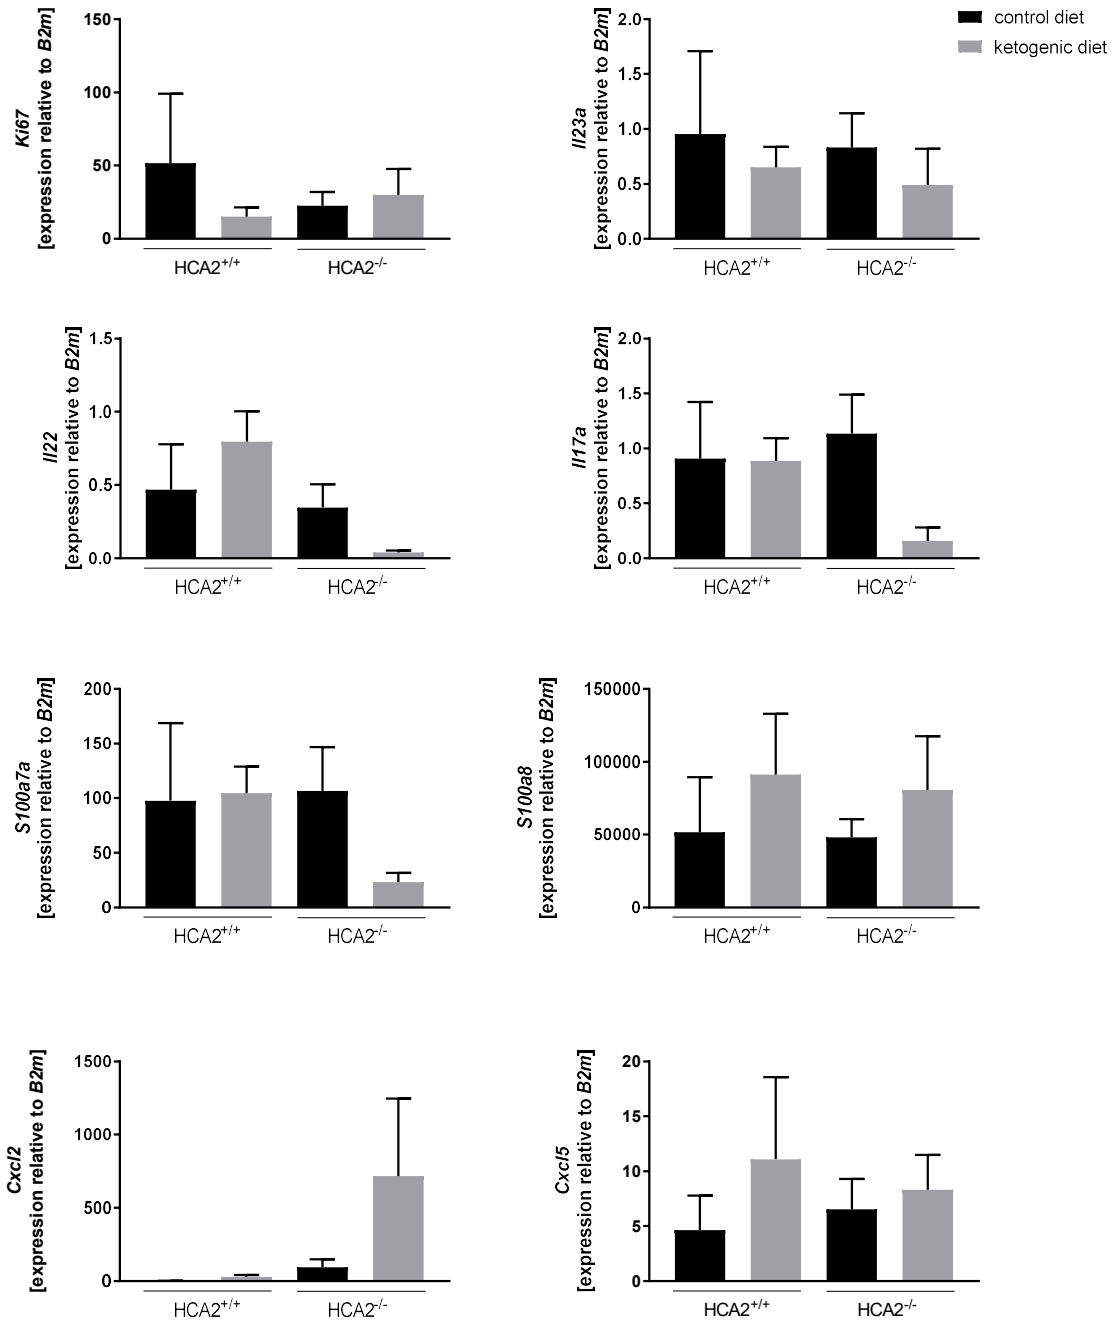 control diet
ketogenic diet
Ki67
[expression relative to B2m]
150
100
50
0
HCA2+/+
HCA2-/-
Il23a
[expression relative to B2m]
2.0
1.5
1.0
0.5
0.0
HCA2+/+
HCA2-/-
Il22
[expression relative to B2m]
1.5
1.0
0.5
0.0
HCA2+/+
HCA2-/-
Il17a
[expression relative to B2m]
2.0
1.5
1.0
0.5
0.0
HCA2+/+
HCA2-/-
S100a7a
[expression relative to B2m]
200
150
100
50
0
HCA2+/+
HCA2-/-
S100a8
[expression relative to B2m]
150000
100000
50000
0
HCA2+/+
HCA2-/-
Cxcl2
[expression relative to B2m]
1500
1000
500
0
HCA2+/+
HCA2-/-
Cxcl5
[expression relative to B2m]
20
15
10
5
0
HCA2+/+
HCA2-/-